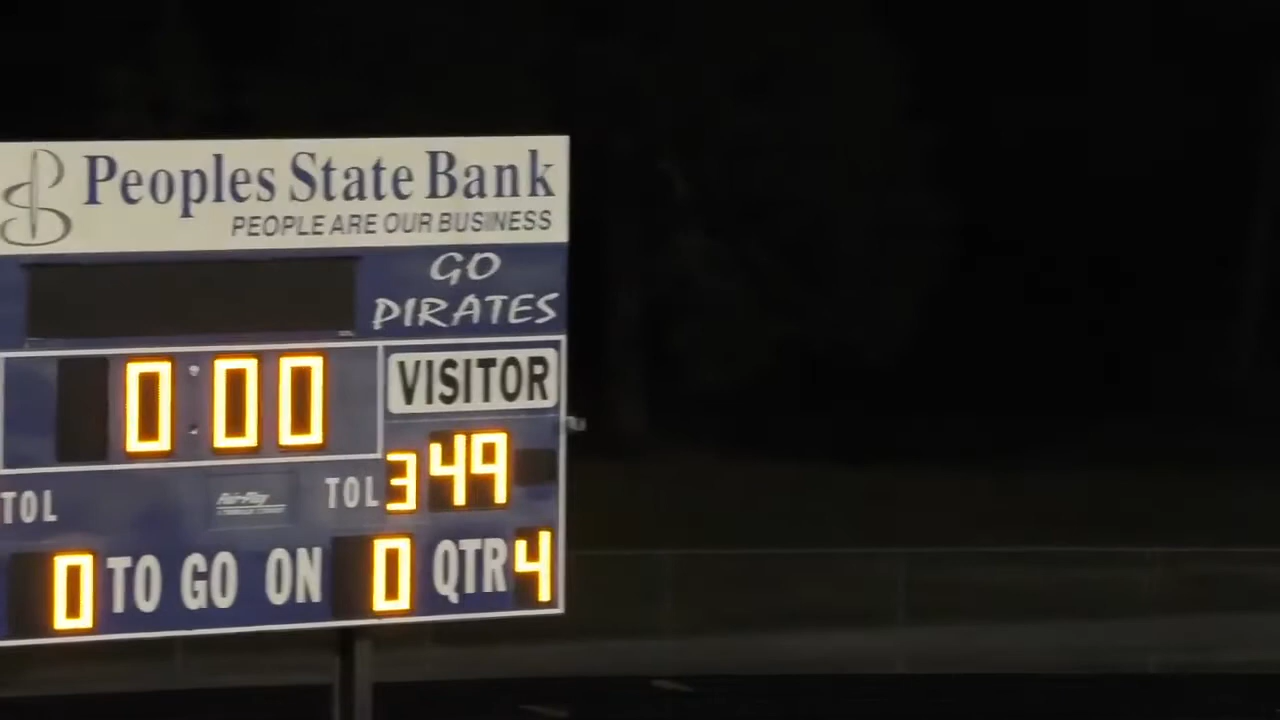 Peoples State Bank
PEOPLE ARE OUR BUSINESS
GO
PIRATES
0:00
VISITOR
TOL
TOL 3 49
0 TO GO ON 0 QTR 4